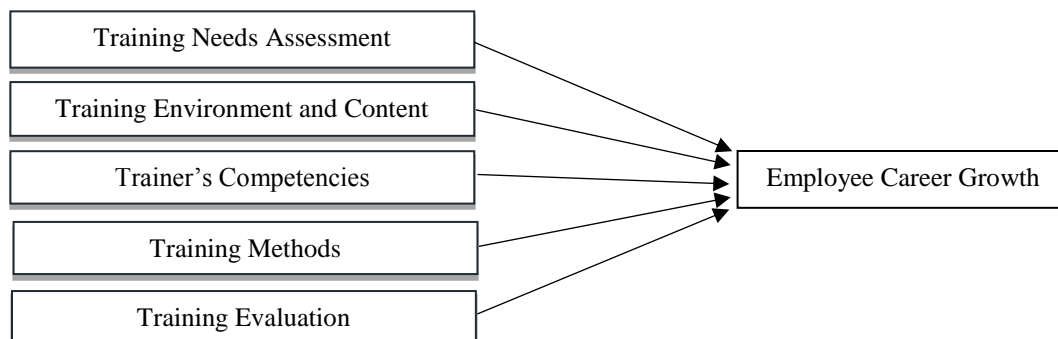 Training Needs Assessment
Training Environment and Content
Trainer’s Competencies
Employee Career Growth
Training Methods
Training Evaluation